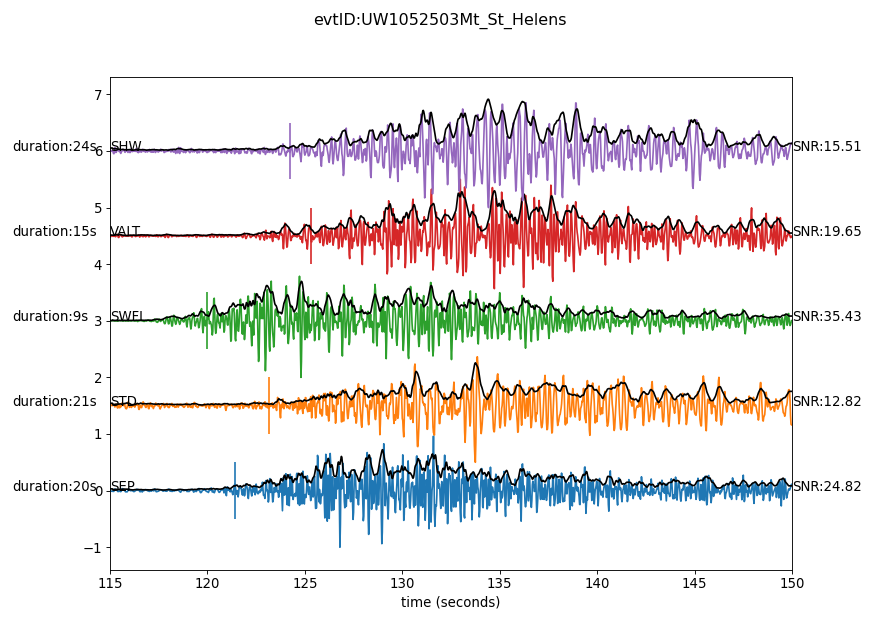 evtID:UW1052503Mt_St_Helens
7
duration:24s 6 SHW SNR:15.51
5
duration:15s VALT SNR:19.65
4
duration:9s 3 SWFL SNR:35.43
2
duration:21s STD SNR:12.82
1
duration:20s 0 SEP SNR:24.82
−1
115 120 125 130 135 140 145 150
time (seconds)